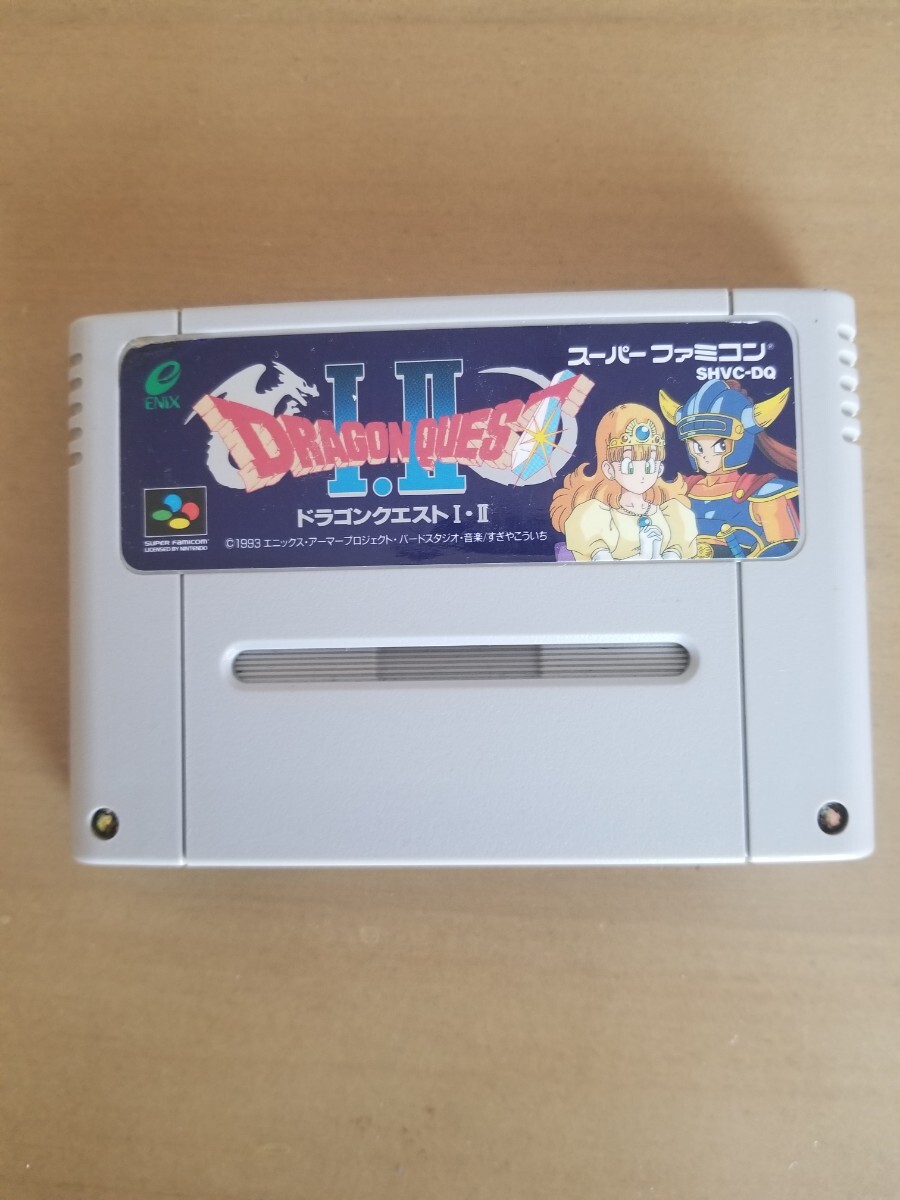 ENIX
スーパーファミコン®
SHVC-DQ
I.II
DRAGON QUEST
ドラゴンクエストI・II
SUPER FAMICOM
LICENSED BY NINTENDO
©1993 エニックス・アーマープロジェクト・バードスタジオ・音楽/すぎやこういち